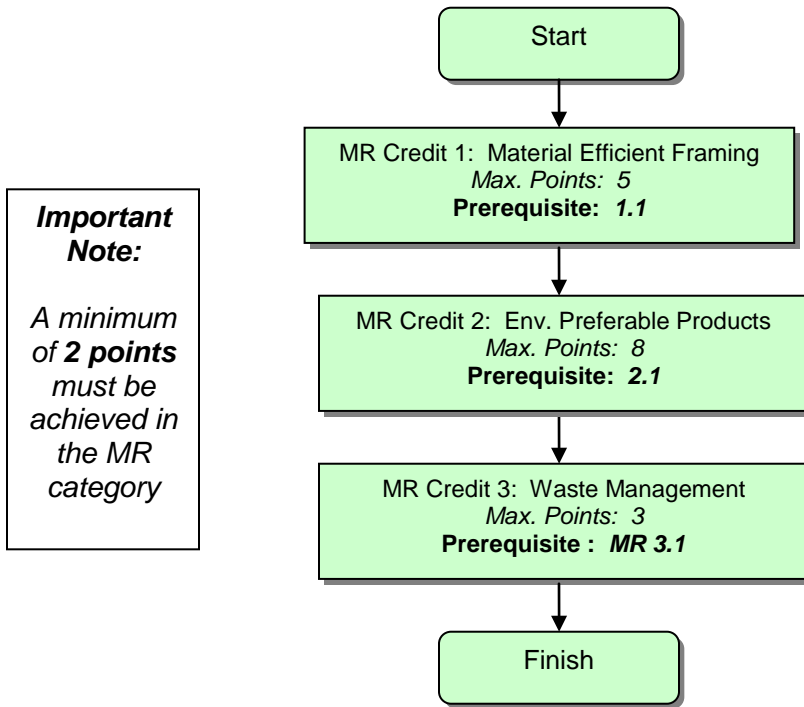 Start
MR Credit 1: Material Efficient Framing
Max. Points: 5
Prerequisite: 1.1
Important
Note:
A minimum
of 2 points
must be
achieved in
the MR
category
MR Credit 2: Env. Preferable Products
Max. Points: 8
Prerequisite: 2.1
MR Credit 3: Waste Management
Max. Points: 3
Prerequisite : MR 3.1
Finish